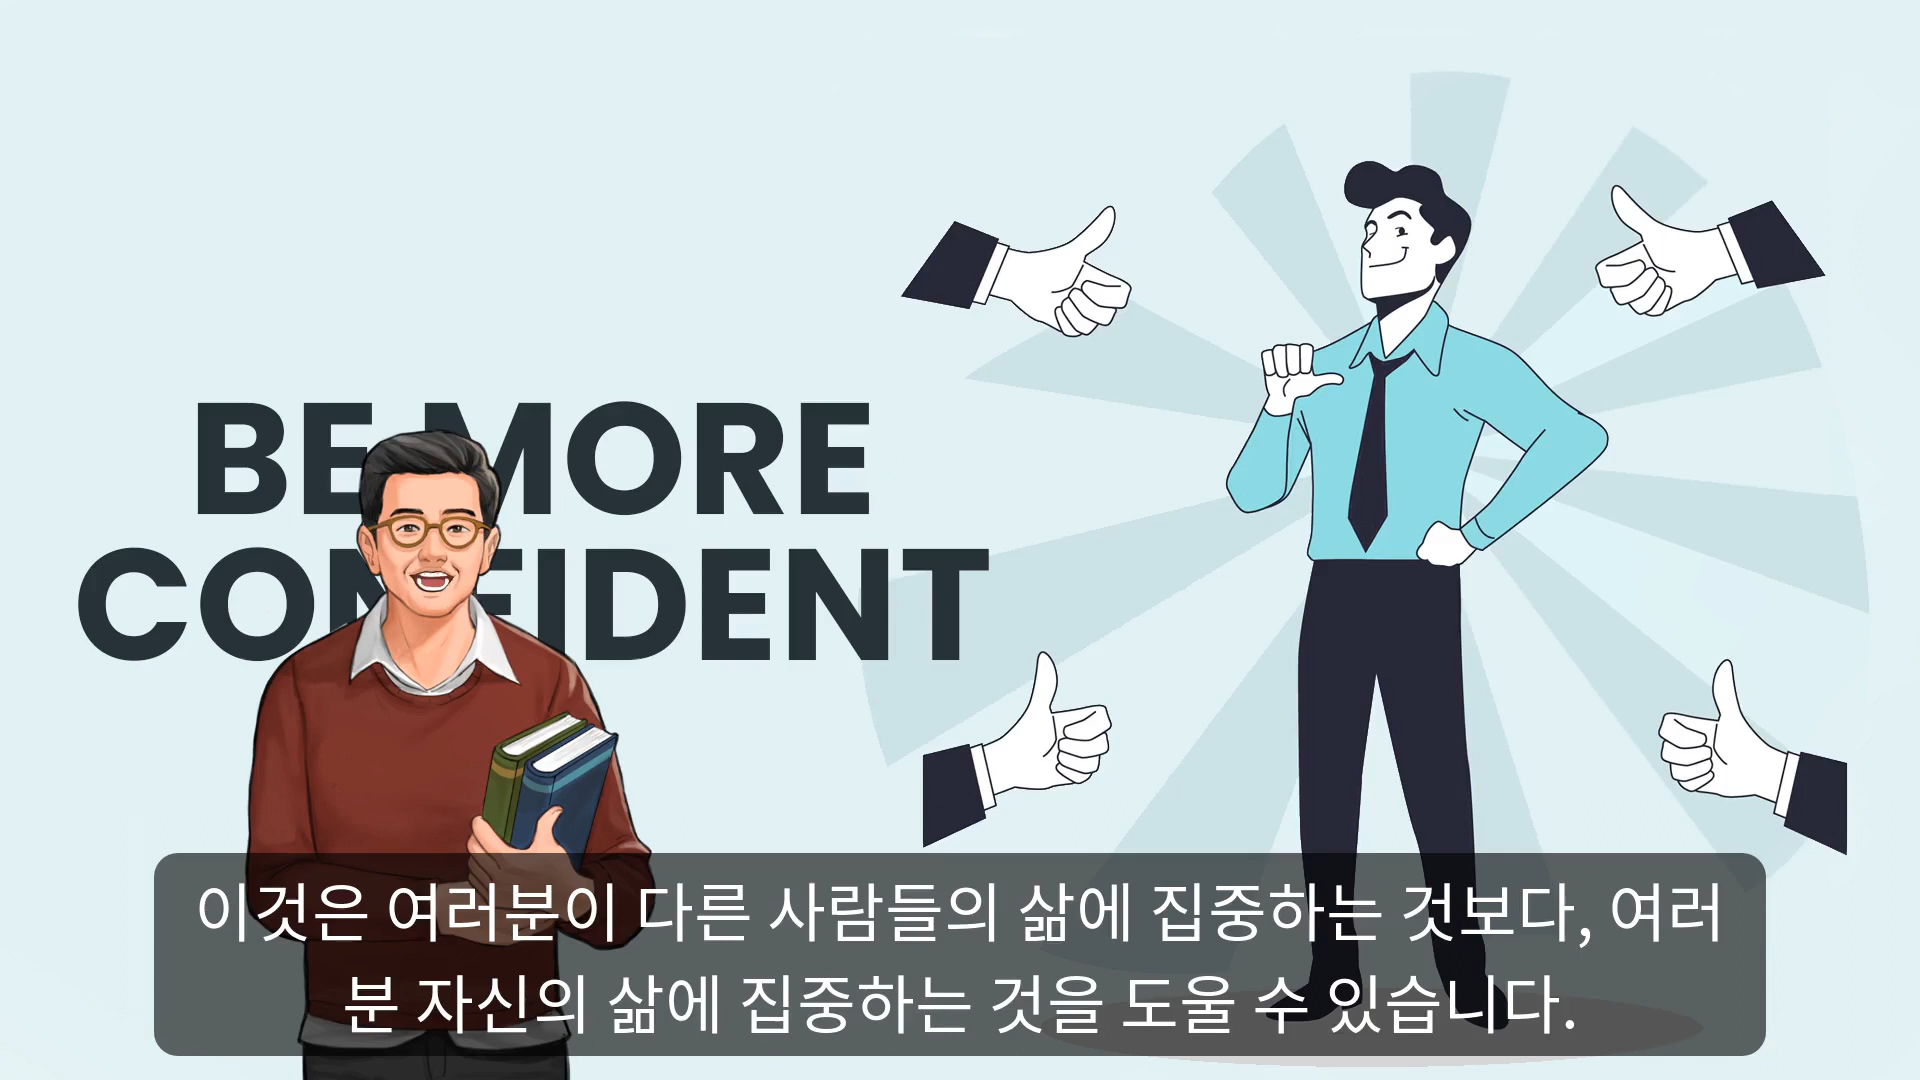 BE MORE
CONFIDENT
이것은 여러분이 다른 사람들의 삶에 집중하는 것보다, 여러
분 자신의 삶에 집중하는 것을 도울 수 있습니다.